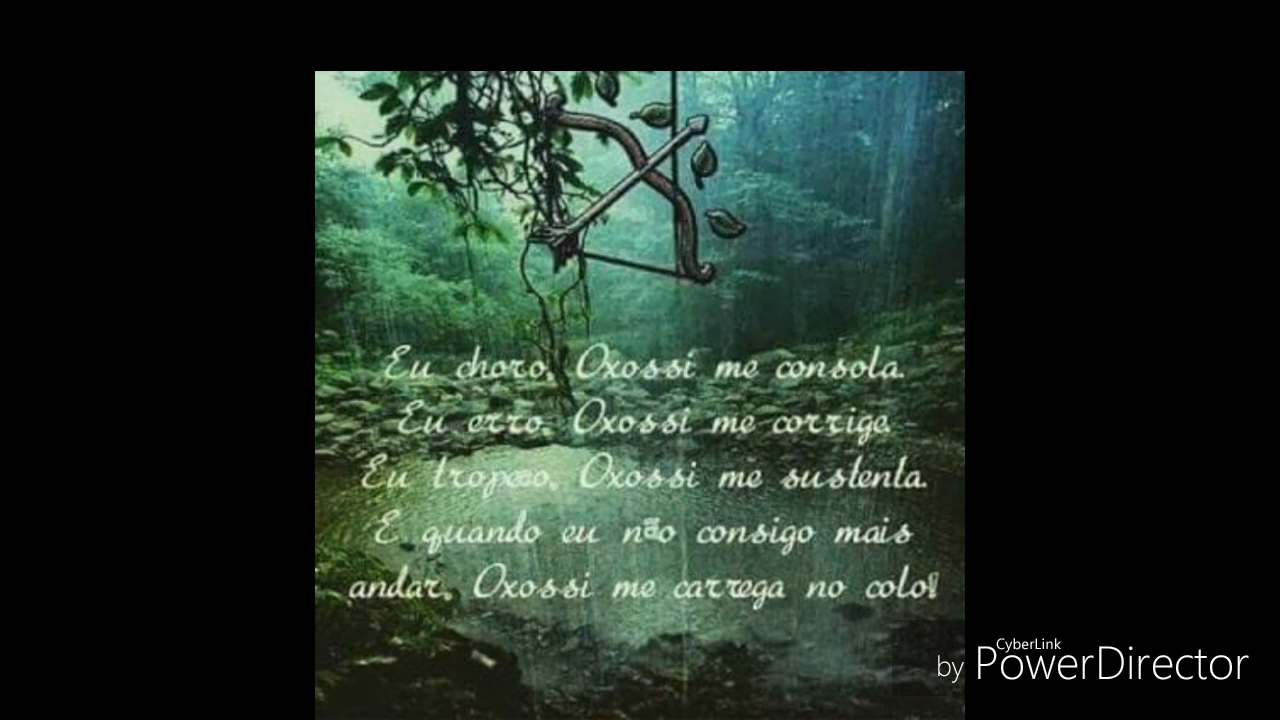 Eu choro, Oxossi me consola.
Eu erro, Oxossi me corrige.
Eu tropeço, Oxossi me sustenta.
E quando eu não consigo mais
andar, Oxossi me carrega no colo!
CyberLink
by PowerDirector